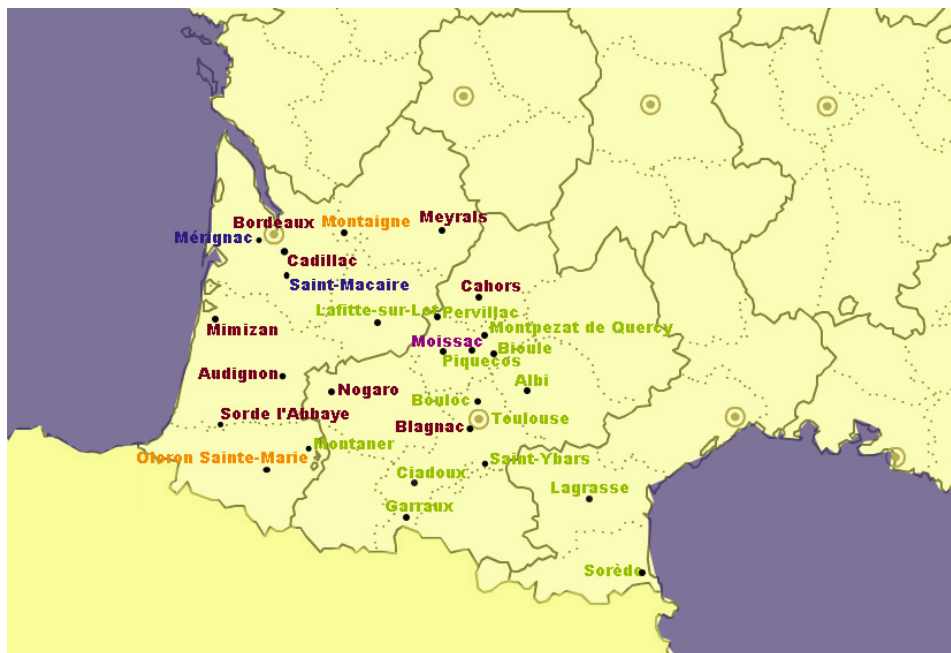 Bordeaux
Montaigne
Meyrals
Mérignac
Cadillac
Saint-Macaire
Cahors
Lafitte-sur-Lot
Pervillac
Mimizan
Montpezat de Quercy
Moissac
Bioule
Piquecos
Audignon
Nogaro
Albi
Bouloc
Sorde l'Abbaye
Toulouse
Blagnac
Montaner
Oloron Sainte-Marie
Saint-Ybars
Ciadoux
Lagrasse
Garraux
Sorède